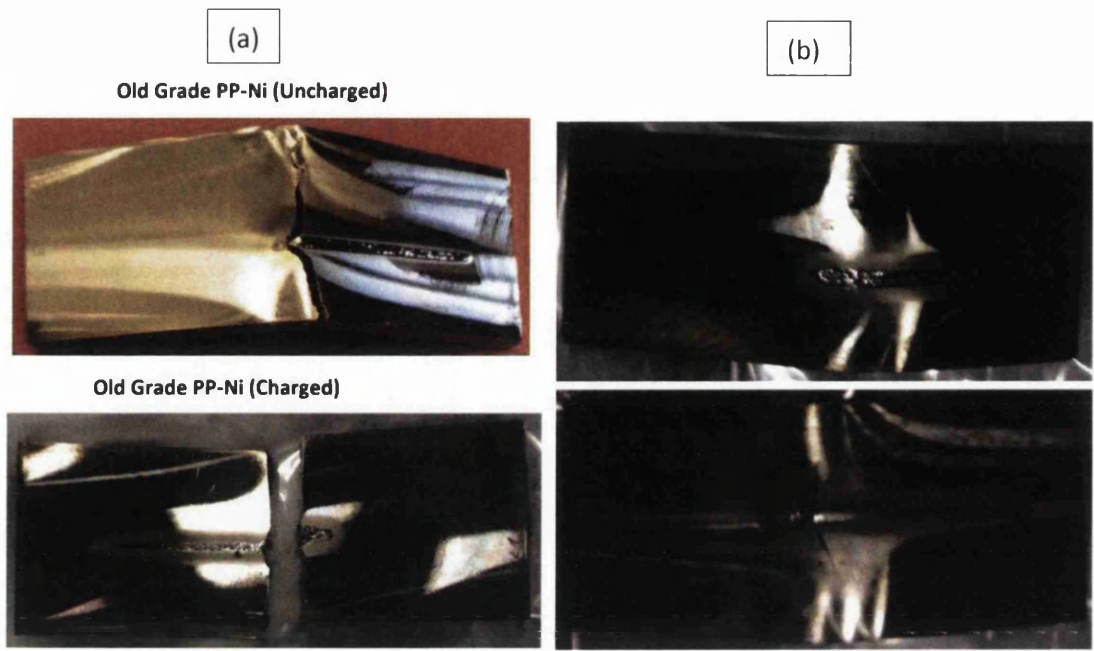 (a)
(b)
Old Grade PP-Ni (Uncharged)
Old Grade PP-Ni (Charged)